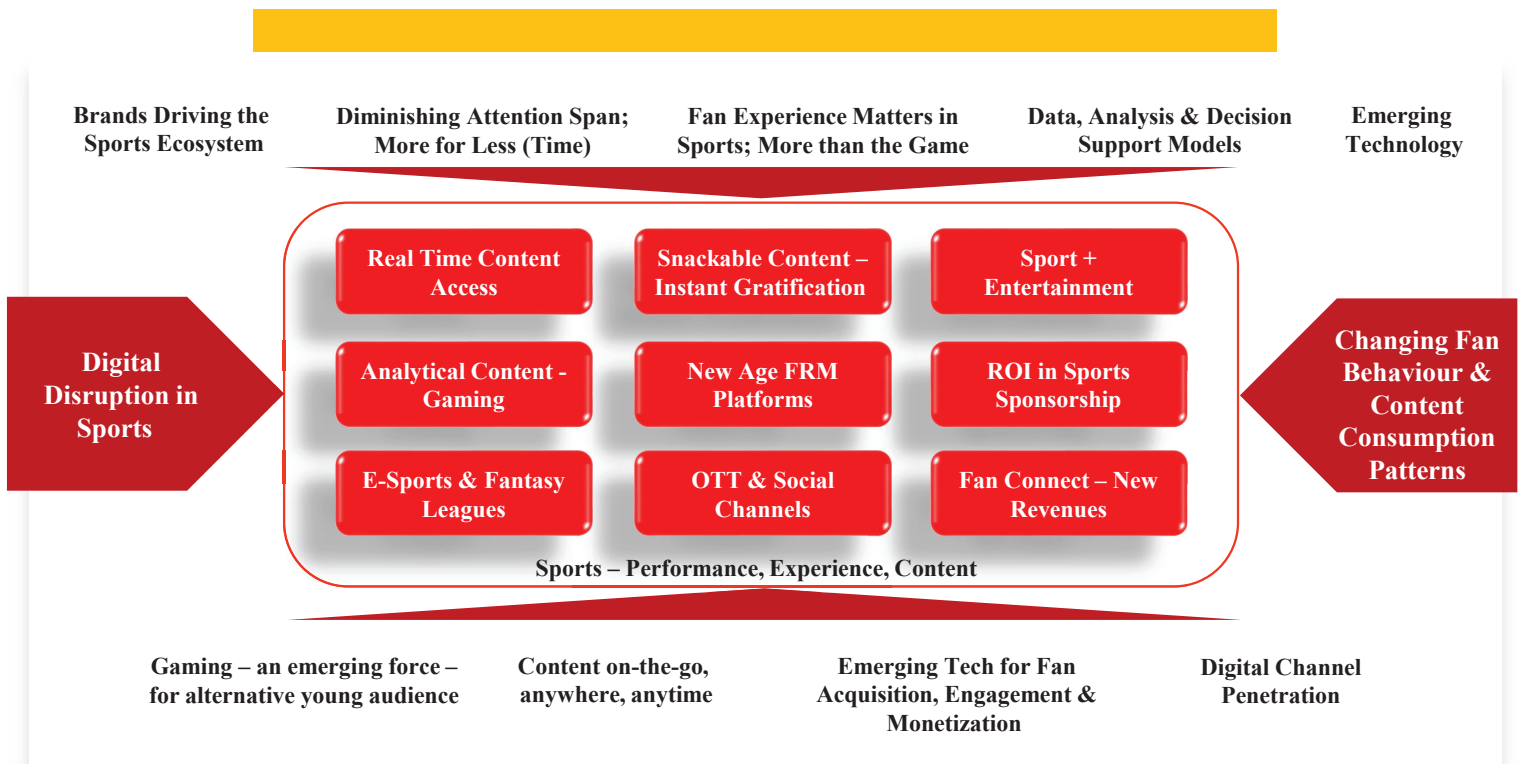 Brands Driving the
Sports Ecosystem
Diminishing Attention Span;
More for Less (Time)
Fan Experience Matters in
Sports; More than the Game
Data, Analysis & Decision
Support Models
Emerging
Technology
Digital
Disruption in
Sports
Real Time Content
Access
Snackable Content –
Instant Gratification
Sport +
Entertainment
Analytical Content -
Gaming
New Age FRM
Platforms
ROI in Sports
Sponsorship
E-Sports & Fantasy
Leagues
OTT & Social
Channels
Fan Connect – New
Revenues
Sports – Performance, Experience, Content
Changing Fan
Behaviour &
Content
Consumption
Patterns
Gaming – an emerging force –
for alternative young audience
Content on-the-go,
anywhere, anytime
Emerging Tech for Fan
Acquisition, Engagement &
Monetization
Digital Channel
Penetration